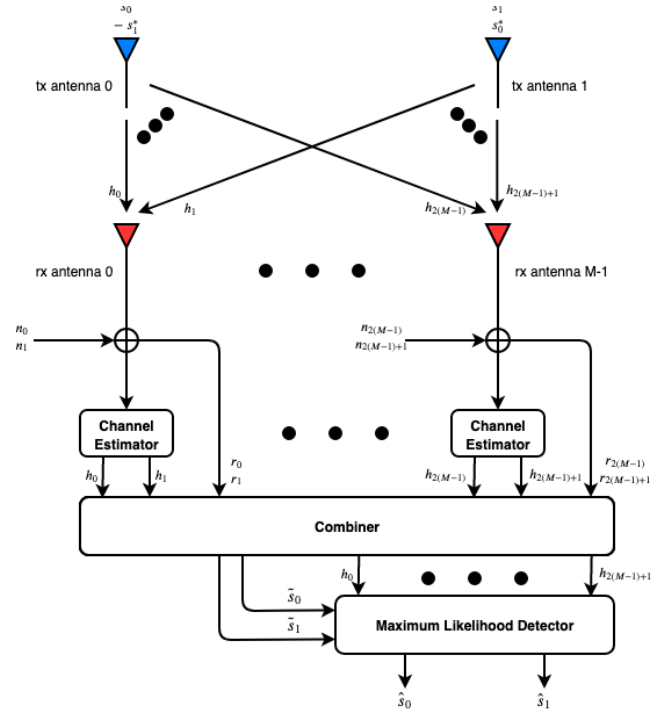 s₀ s₁
− s₁* s₀*
tx antenna 0 tx antenna 1
h₀ h₁ h₂₍M−1₎ h₂₍M−1₎₊₁
rx antenna 0 rx antenna M-1
n₀ n₂₍M−1₎
n₁ n₂₍M−1₎₊₁
Channel Channel
Estimator Estimator
h₀ h₁ r₀ h₂₍M−1₎ h₂₍M−1₎₊₁ r₂₍M−1₎
r₁ r₂₍M−1₎₊₁
Combiner
h₀ h₂₍M−1₎₊₁
s̃₀
s̃₁
Maximum Likelihood Detector
ŝ₀ ŝ₁